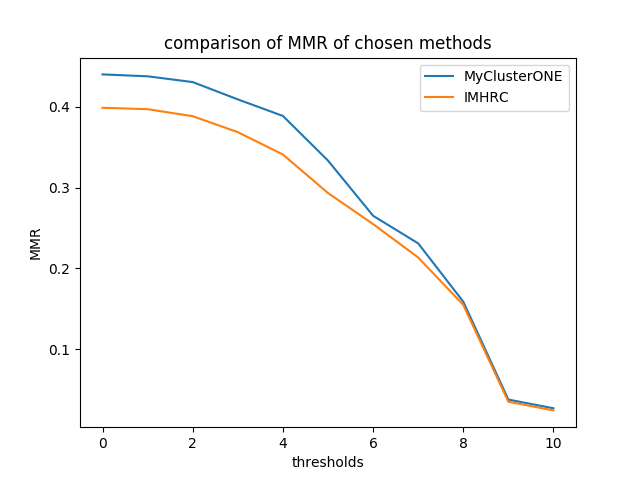 comparison of MMR of chosen methods
MyClusterONE
IMHRC
0.4
0.3
0.2
0.1
MMR
0 2 4 6 8 10
thresholds